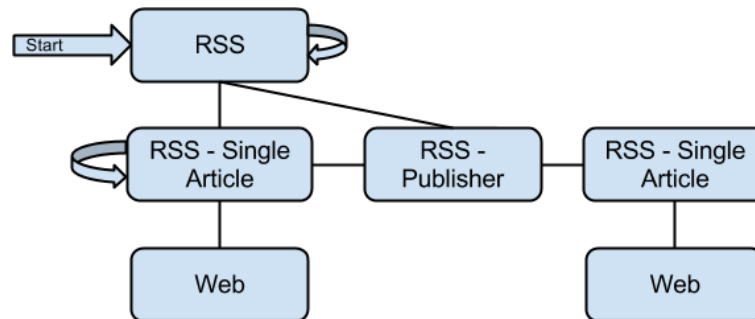 Start
RSS
RSS - Single
Article
RSS -
Publisher
RSS - Single
Article
Web
Web